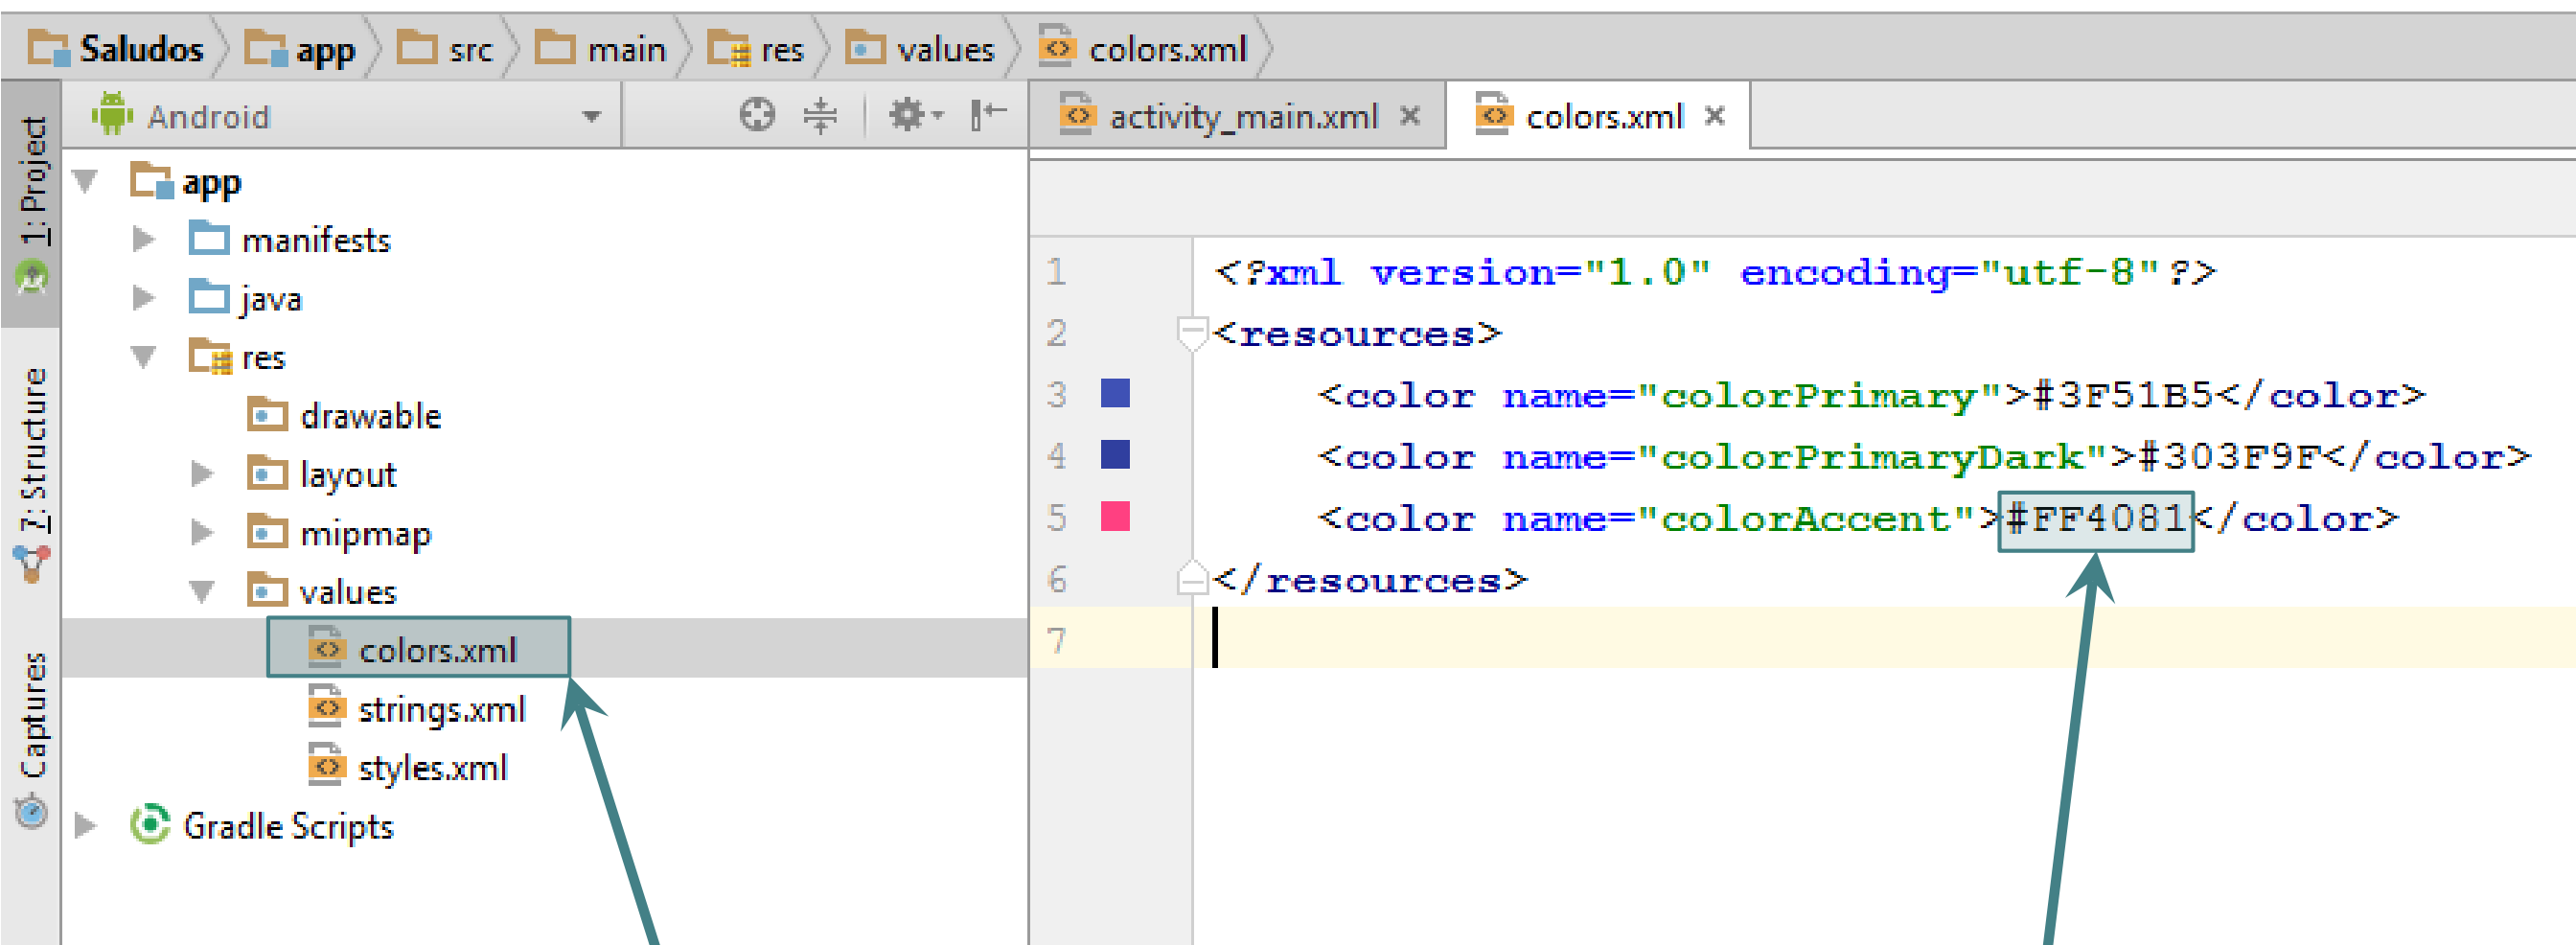 Saludos app src main res values colors.xml
1: Project
7: Structure
Captures
Android
app
manifests
java
res
drawable
layout
mipmap
values
colors.xml
strings.xml
styles.xml
Gradle Scripts
activity_main.xml colors.xml
1 <?xml version="1.0" encoding="utf-8"?>
2 <resources>
3 <color name="colorPrimary">#3F51B5</color>
4 <color name="colorPrimaryDark">#303F9F</color>
5 <color name="colorAccent">#FF4081</color>
6 </resources>
7